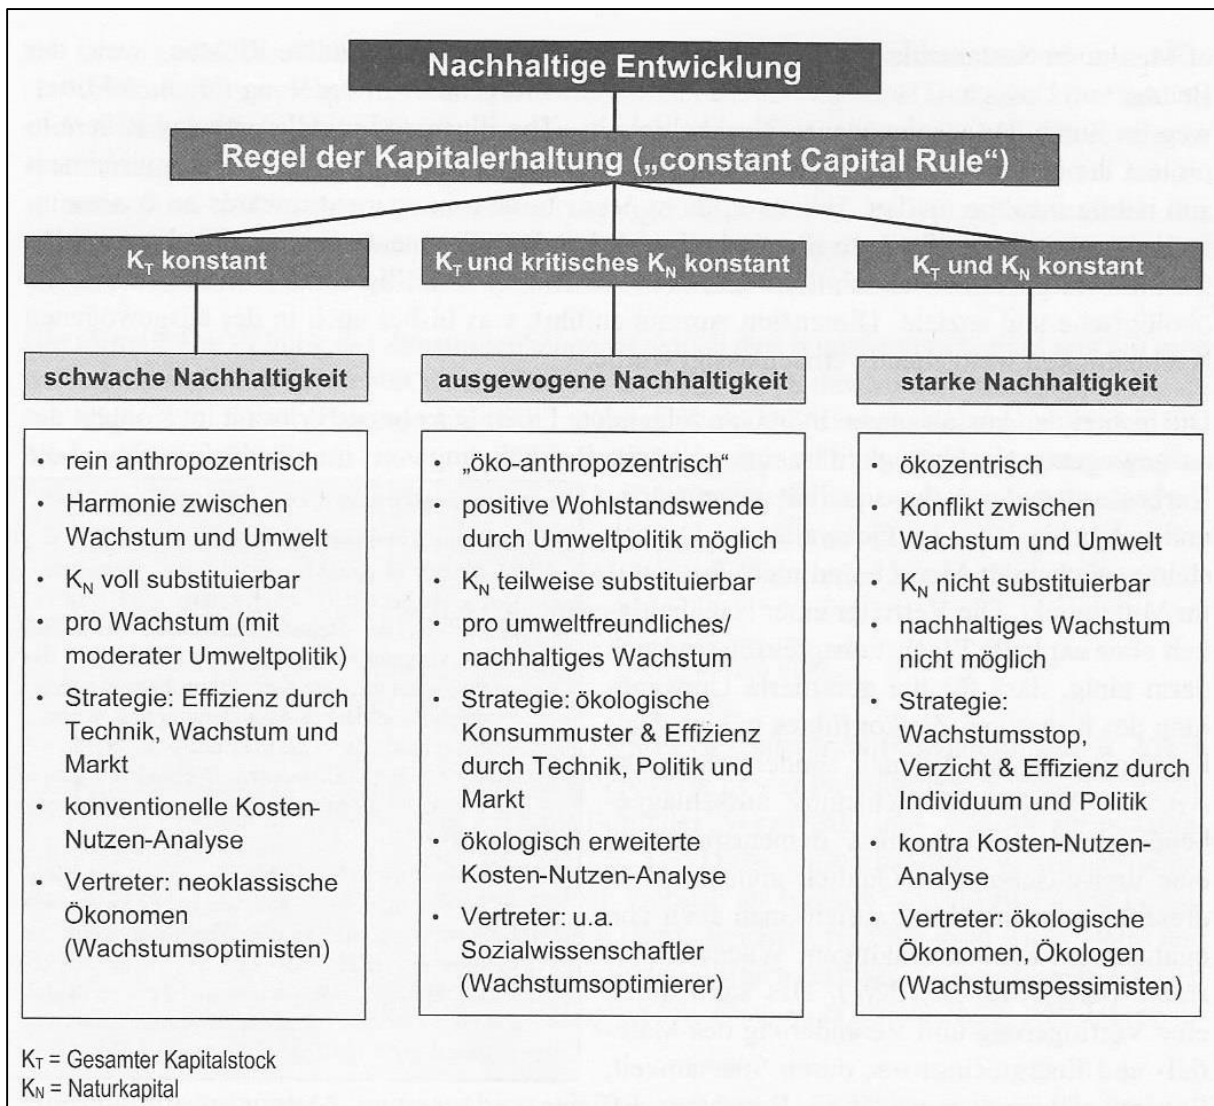 Nachhaltige Entwicklung
Regel der Kapitalerhaltung („constant Capital Rule“)
K_T konstant
K_T und kritisches K_N konstant
K_T und K_N konstant
schwache Nachhaltigkeit
ausgewogene Nachhaltigkeit
starke Nachhaltigkeit
• rein anthropozentrisch
• Harmonie zwischen
Wachstum und Umwelt
• K_N voll substituierbar
• pro Wachstum (mit
moderater Umweltpolitik)
• Strategie: Effizienz durch
Technik, Wachstum und
Markt
• konventionelle Kosten-
Nutzen-Analyse
• Vertreter: neoklassische
Ökonomen
(Wachstumsoptimisten)
• „öko-anthropozentrisch“
• positive Wohlstandswende
durch Umweltpolitik möglich
• K_N teilweise substituierbar
• pro umweltfreundliches/
nachhaltiges Wachstum
• Strategie: ökologische
Konsummuster & Effizienz
durch Technik, Politik und
Markt
• ökologisch erweiterte
Kosten-Nutzen-Analyse
• Vertreter: u.a.
Sozialwissenschaftler
(Wachstumsoptimierer)
• ökozentrisch
• Konflikt zwischen
Wachstum und Umwelt
• K_N nicht substituierbar
• nachhaltiges Wachstum
nicht möglich
• Strategie:
Wachstumsstop,
Verzicht & Effizienz durch
Individuum und Politik
• kontra Kosten-Nutzen-
Analyse
• Vertreter: ökologische
Ökonomen, Ökologen
(Wachstumspessimisten)
K_T = Gesamter Kapitalstock
K_N = Naturkapital